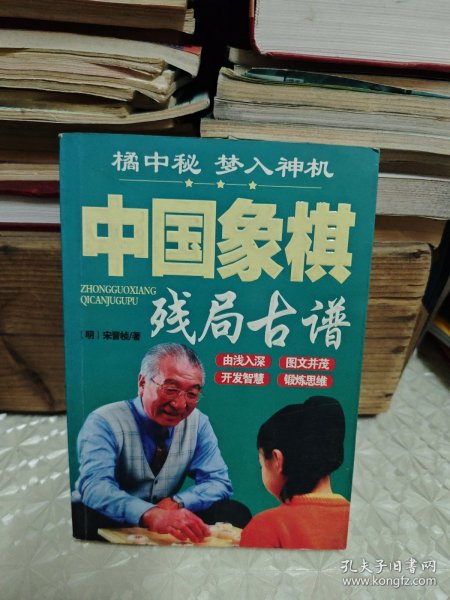 橘中秘 梦入神机
中国象棋
ZHONGGUOXIANG
QICANJUGUPU
残局古谱
〔明〕宋晋桢/著
由浅入深 图文并茂
开发智慧 锻炼思维
孔夫子旧书网
www.kongfz.com